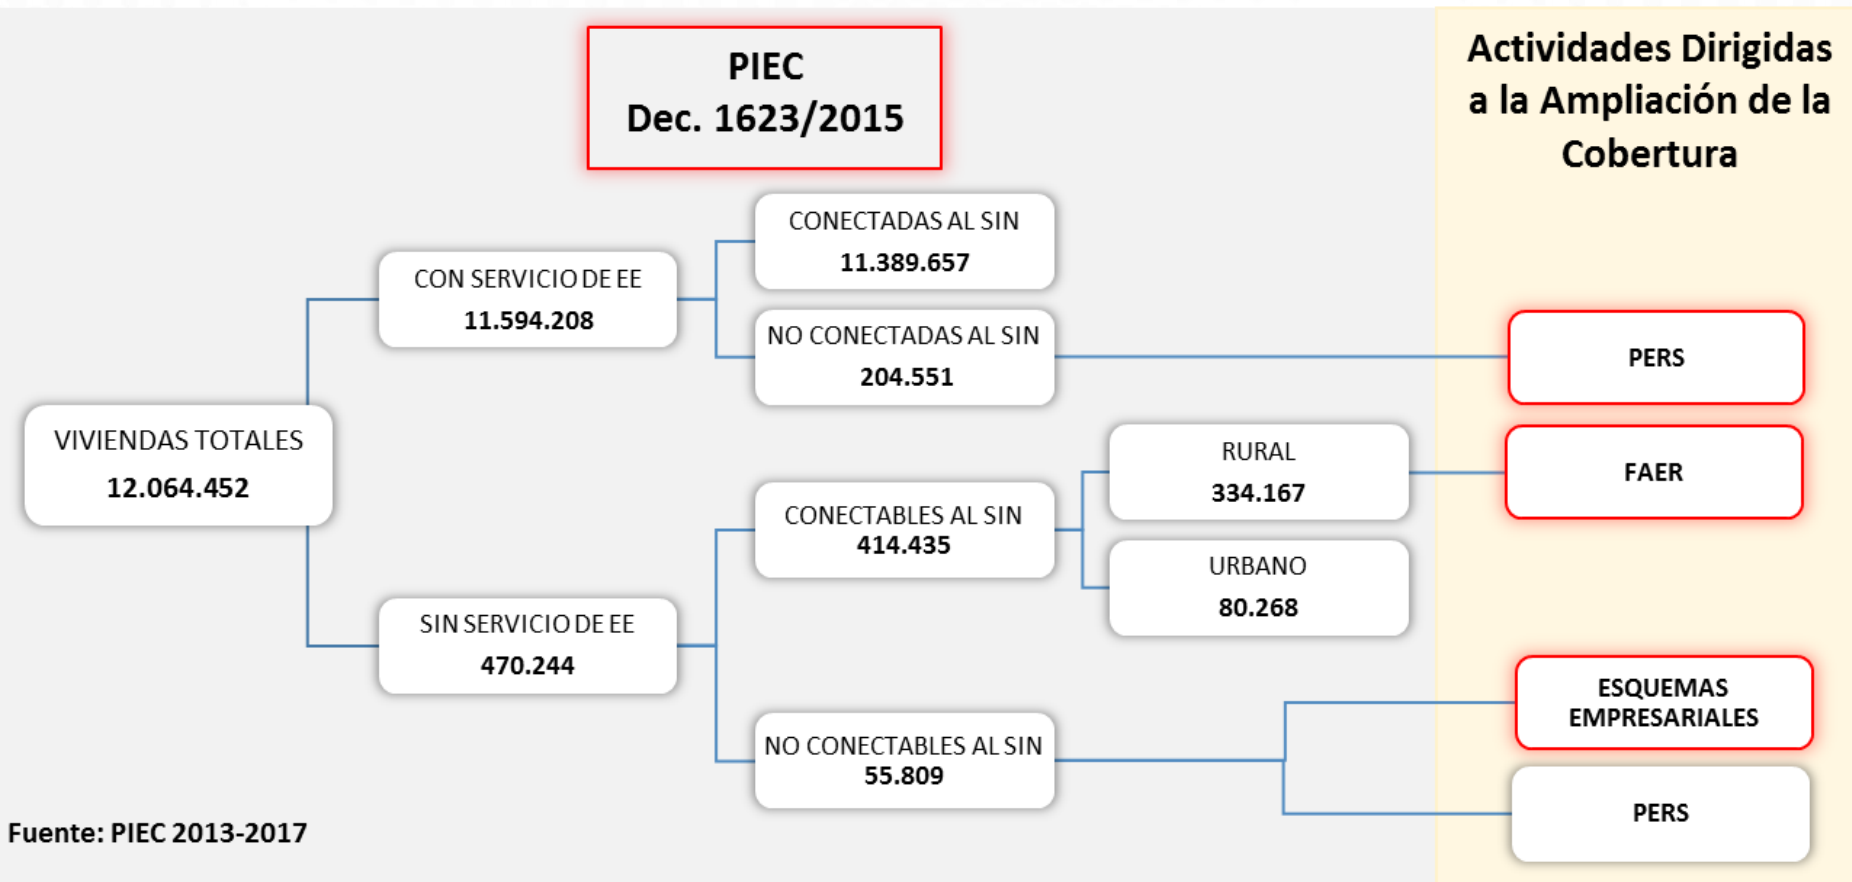 PIEC
Dec. 1623/2015
Actividades Dirigidas
a la Ampliación de la
Cobertura
VIVIENDAS TOTALES
12.064.452
CON SERVICIO DE EE
11.594.208
CONECTADAS AL SIN
11.389.657
NO CONECTADAS AL SIN
204.551
PERS
SIN SERVICIO DE EE
470.244
CONECTABLES AL SIN
414.435
RURAL
334.167
FAER
URBANO
80.268
NO CONECTABLES AL SIN
55.809
ESQUEMAS
EMPRESARIALES
PERS
Fuente: PIEC 2013-2017